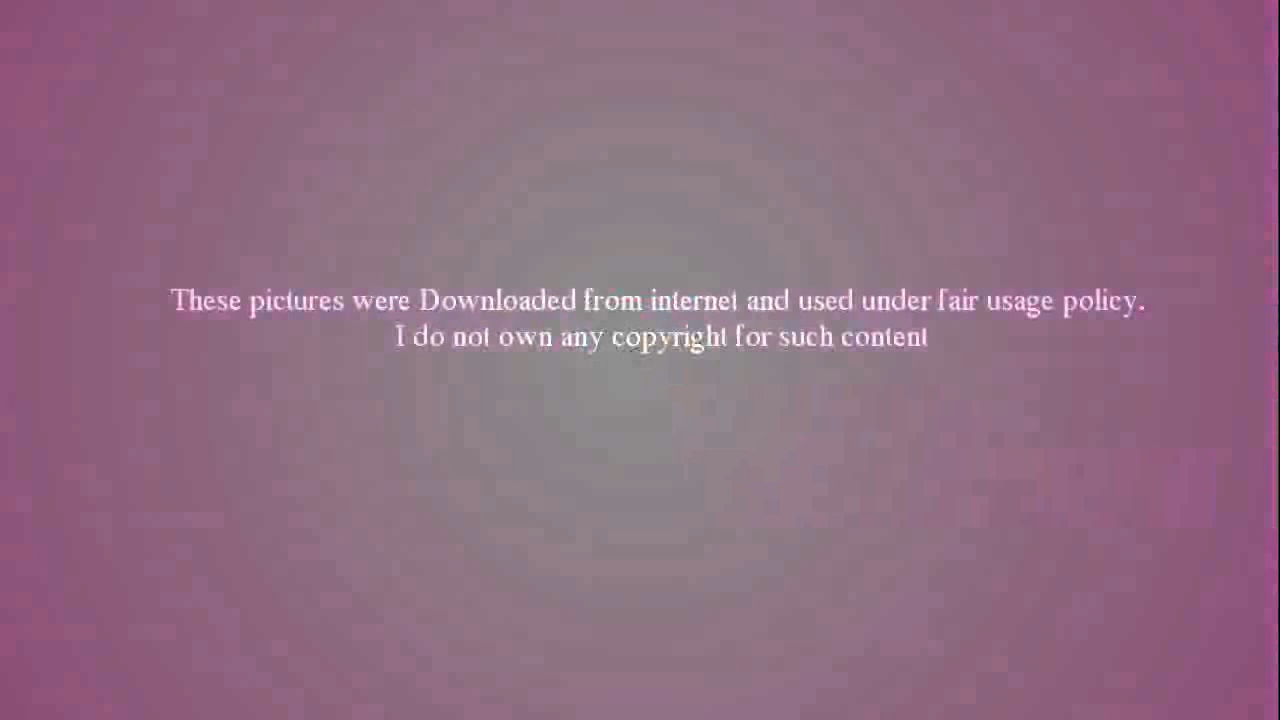 These pictures were Downloaded from internet and used under fair usage policy.
I do not own any copyright for such content